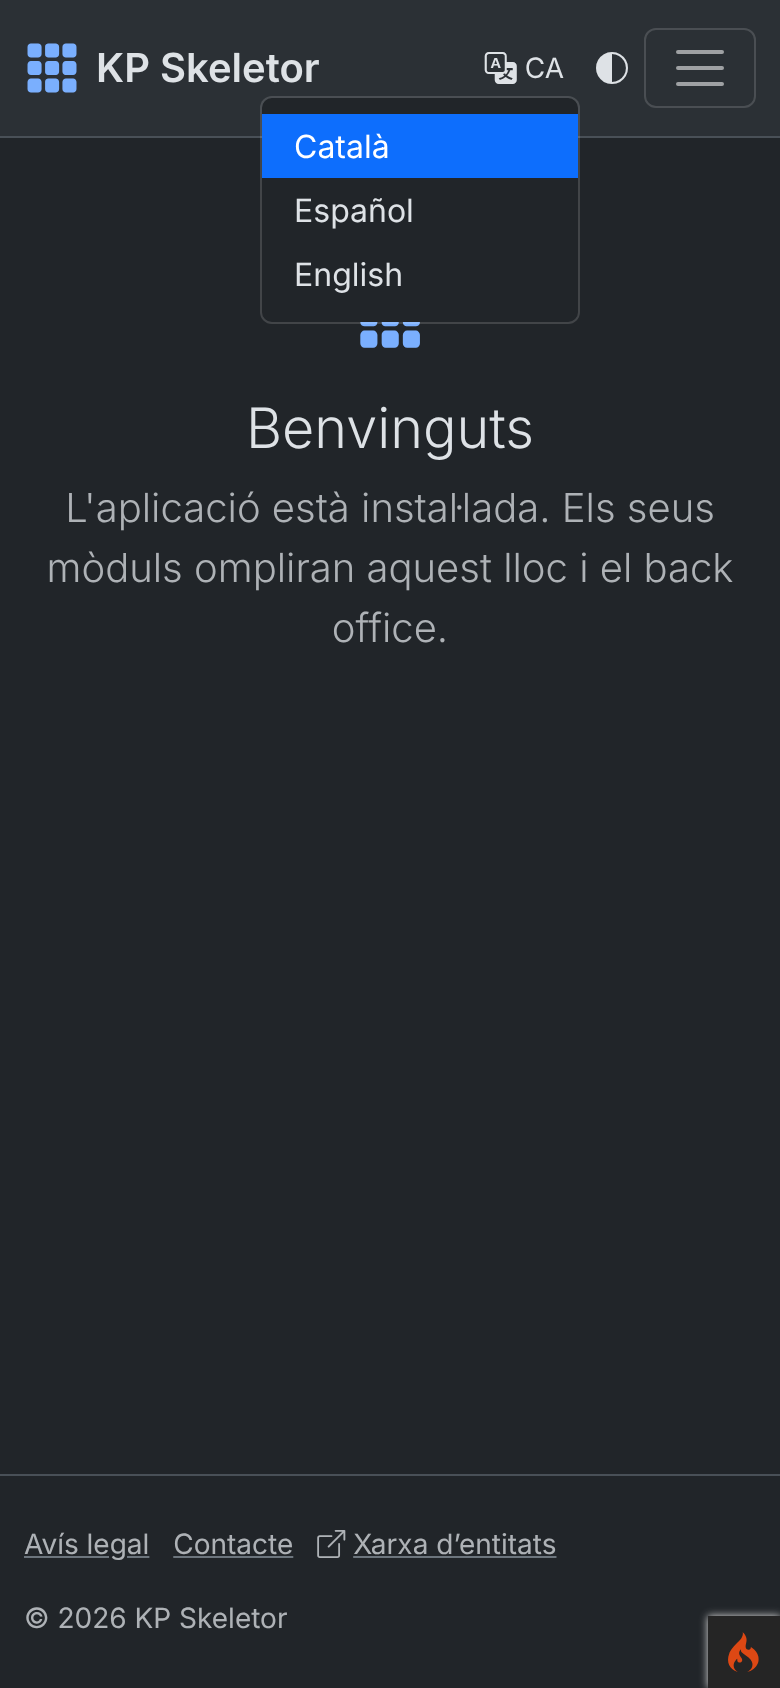 KP Skeletor
CA
Català
Español
English
Benvinguts
L'aplicació està instal·lada. Els seus
mòduls ompliran aquest lloc i el back
office.
Avís legal Contacte Xarxa d’entitats
© 2026 KP Skeletor